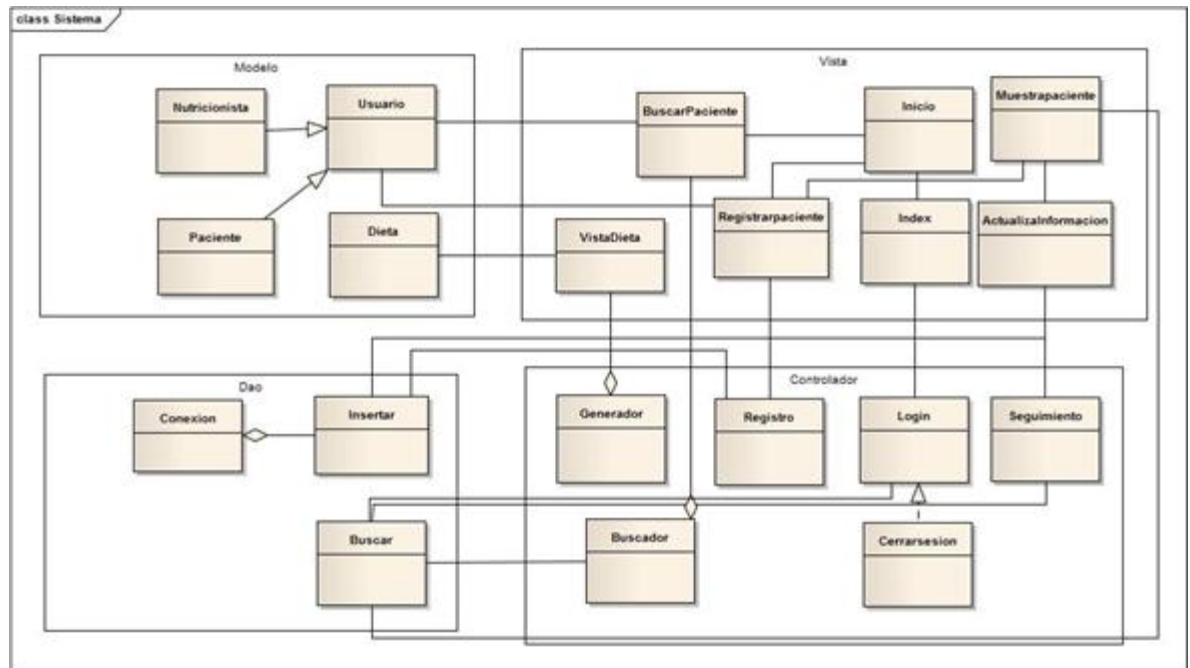 class Sistema
Modelo
Nutricionista
Usuario
Paciente
Dieta
Vista
BuscarPaciente
Inicio
Muestrapaciente
VistaDieta
Registrarpaciente
Index
ActualizaInformacion
Dao
Conexion
Insertar
Buscar
Controlador
Generador
Registro
Login
Seguimiento
Buscador
Cerrarsesion